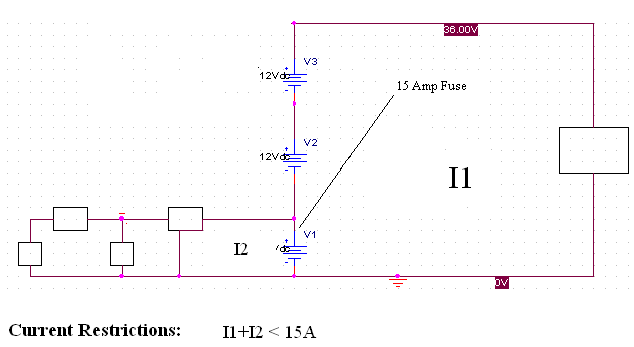 36.00V
V3
12Vdc
15 Amp Fuse
V2
12Vdc
I1
V1
I2
0V
Current Restrictions: I1+I2 < 15A